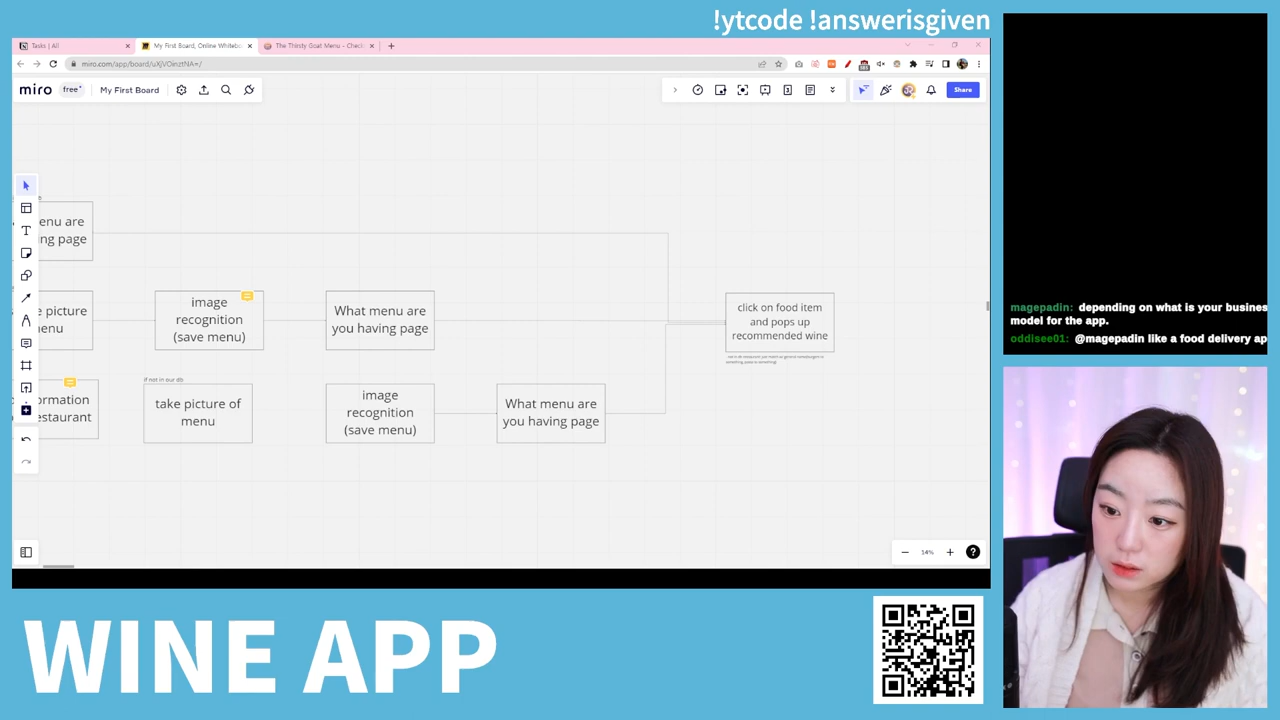 !ytcode !answerisgiven
Tasks | All
My First Board, Online Whiteb
The Thirsty Goat Menu - Check
miro.com/app/board/uXjVOinztNA=/
miro
free
My First Board
Share
enu are
ng page
e picture
enu
image
recognition
(save menu)
What menu are
you having page
click on food item
and pops up
recommended wine
if not in our db
ormation
estaurant
take picture of
menu
image
recognition
(save menu)
What menu are
you having page
14%
magepadin: depending on what is your busines
model for the app.
oddisee01: @magepadin like a food delivery ap
WINE APP